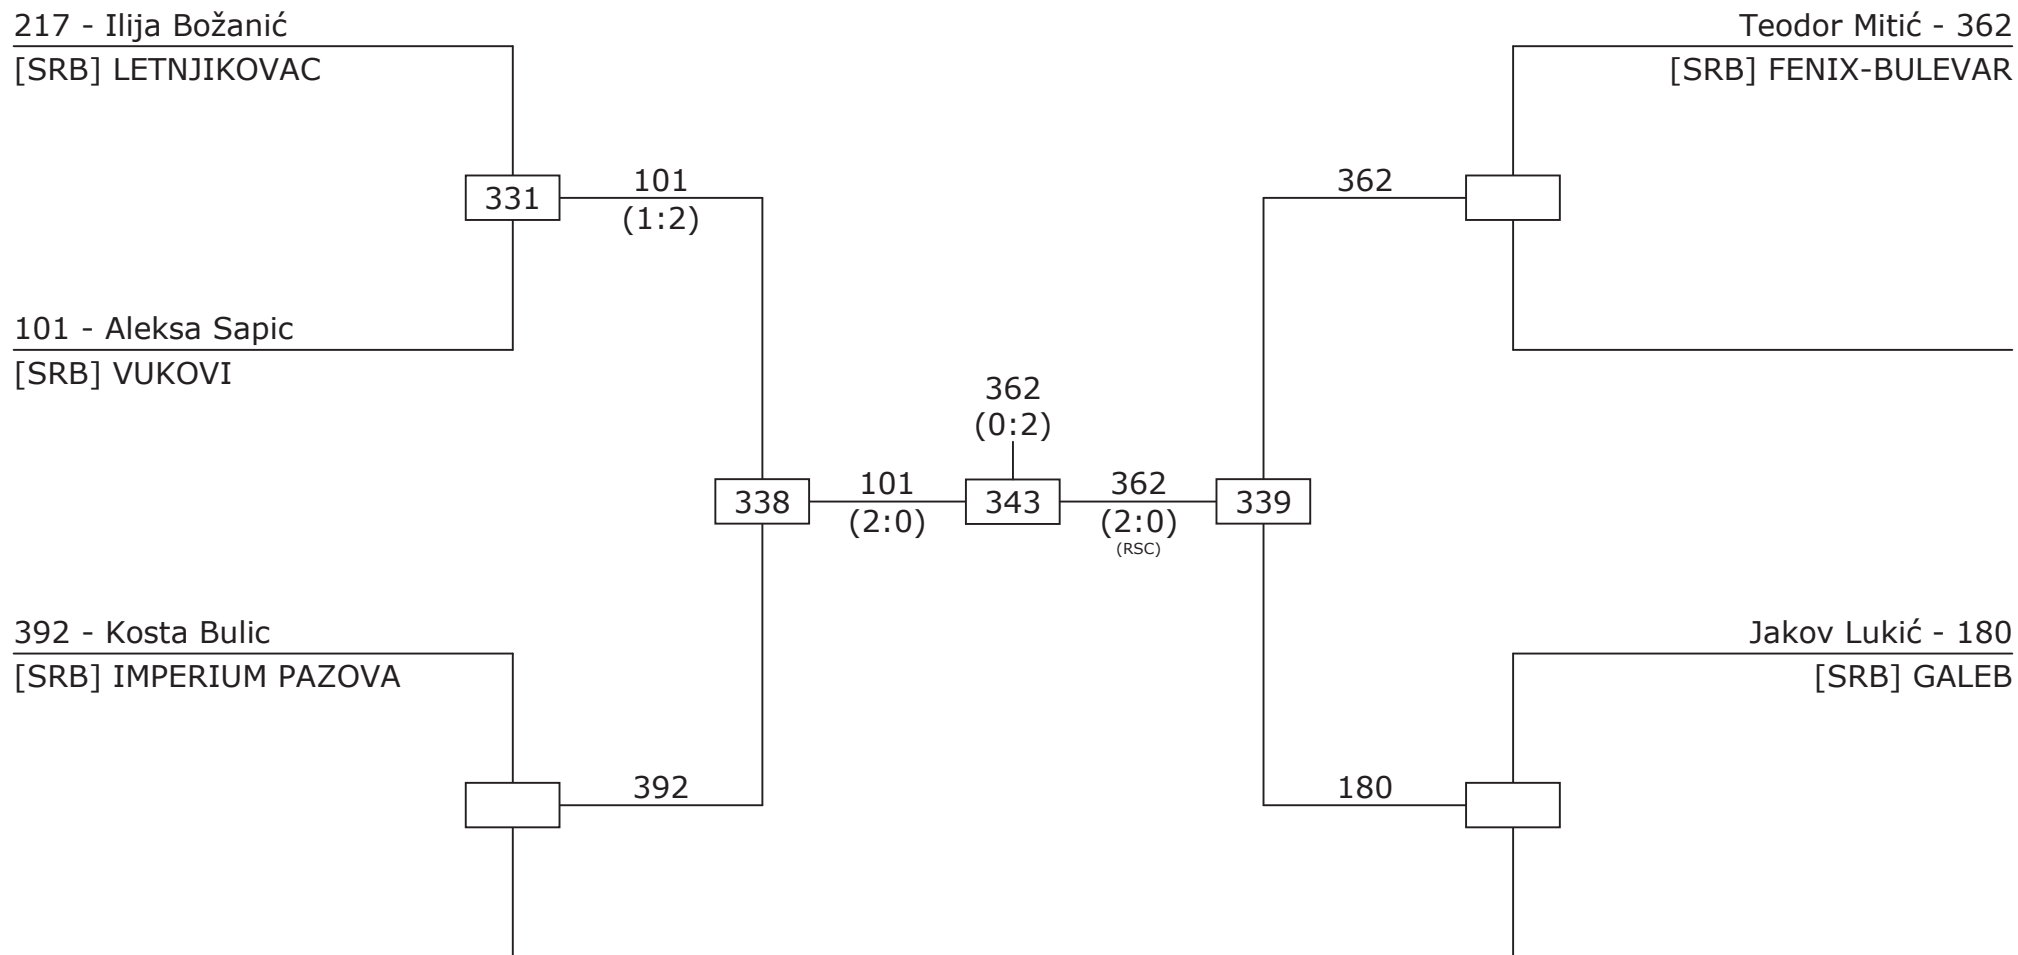 217 - Ilija Božanić
[SRB] LETNJIKOVAC
Teodor Mitić - 362
[SRB] FENIX-BULEVAR
331
101
(1:2)
362
101 - Aleksa Sapic
[SRB] VUKOVI
362
(0:2)
338
101
(2:0)
343
362
(2:0)
(RSC)
339
392 - Kosta Bulic
[SRB] IMPERIUM PAZOVA
Jakov Lukić - 180
[SRB] GALEB
392
180